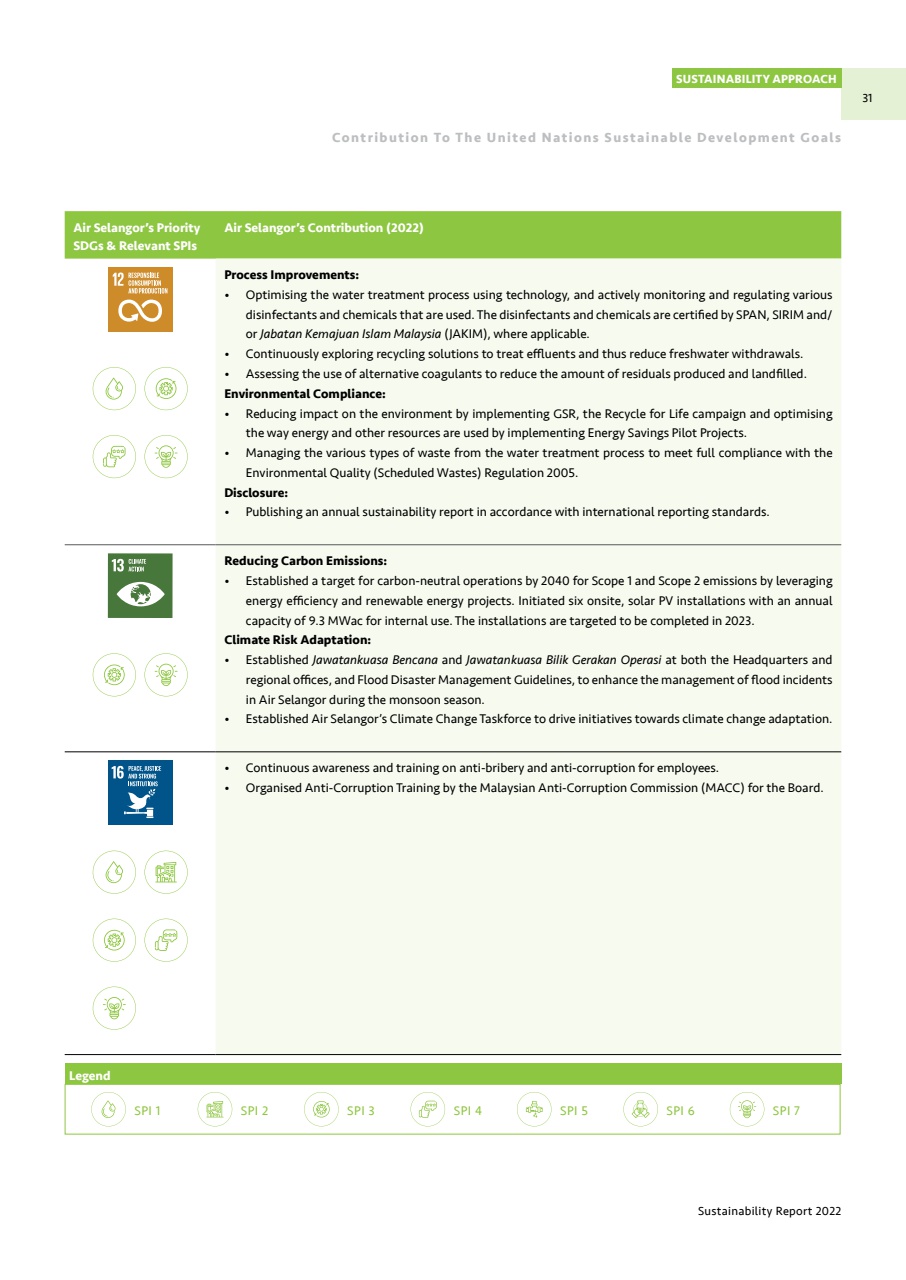 SUSTAINABILITY APPROACH
31
Contribution To The United Nations Sustainable Development Goals
Air Selangor’s Priority
SDGs & Relevant SPIs
Air Selangor’s Contribution (2022)
12 RESPONSIBLE
CONSUMPTION
AND PRODUCTION
Process Improvements:
• Optimising the water treatment process using technology, and actively monitoring and regulating various
disinfectants and chemicals that are used. The disinfectants and chemicals are certified by SPAN, SIRIM and/
or Jabatan Kemajuan Islam Malaysia (JAKIM), where applicable.
• Continuously exploring recycling solutions to treat effluents and thus reduce freshwater withdrawals.
• Assessing the use of alternative coagulants to reduce the amount of residuals produced and landfilled.
Environmental Compliance:
• Reducing impact on the environment by implementing GSR, the Recycle for Life campaign and optimising
the way energy and other resources are used by implementing Energy Savings Pilot Projects.
• Managing the various types of waste from the water treatment process to meet full compliance with the
Environmental Quality (Scheduled Wastes) Regulation 2005.
Disclosure:
• Publishing an annual sustainability report in accordance with international reporting standards.
13 CLIMATE
ACTION
Reducing Carbon Emissions:
• Established a target for carbon-neutral operations by 2040 for Scope 1 and Scope 2 emissions by leveraging
energy efficiency and renewable energy projects. Initiated six onsite, solar PV installations with an annual
capacity of 9.3 MWac for internal use. The installations are targeted to be completed in 2023.
Climate Risk Adaptation:
• Established Jawatankuasa Bencana and Jawatankuasa Bilik Gerakan Operasi at both the Headquarters and
regional offices, and Flood Disaster Management Guidelines, to enhance the management of flood incidents
in Air Selangor during the monsoon season.
• Established Air Selangor’s Climate Change Taskforce to drive initiatives towards climate change adaptation.
16 PEACE, JUSTICE
AND STRONG
INSTITUTIONS
• Continuous awareness and training on anti-bribery and anti-corruption for employees.
• Organised Anti-Corruption Training by the Malaysian Anti-Corruption Commission (MACC) for the Board.
Legend
SPI 1
SPI 2
SPI 3
SPI 4
SPI 5
SPI 6
SPI 7
Sustainability Report 2022